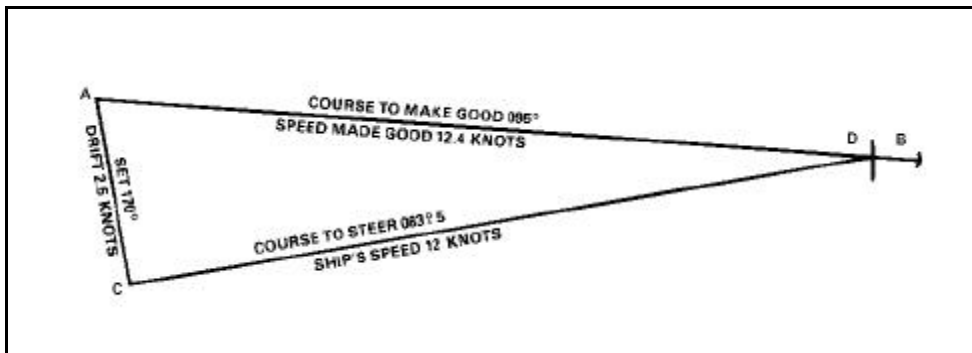 A
COURSE TO MAKE GOOD 095°
SPEED MADE GOOD 12.4 KNOTS
D B
SET 170°
DRIFT 2.5 KNOTS
COURSE TO STEER 083°.5
SHIP'S SPEED 12 KNOTS
C